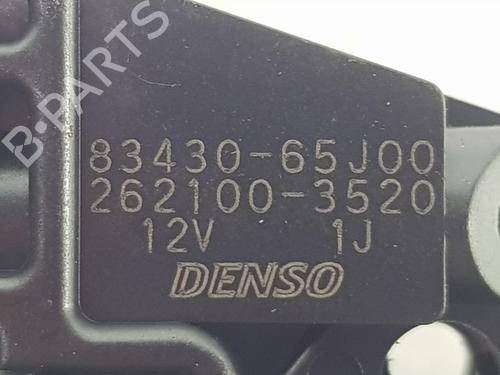 B-PARTS
83430-65J00
262100-3520
12V 1J
DENSO